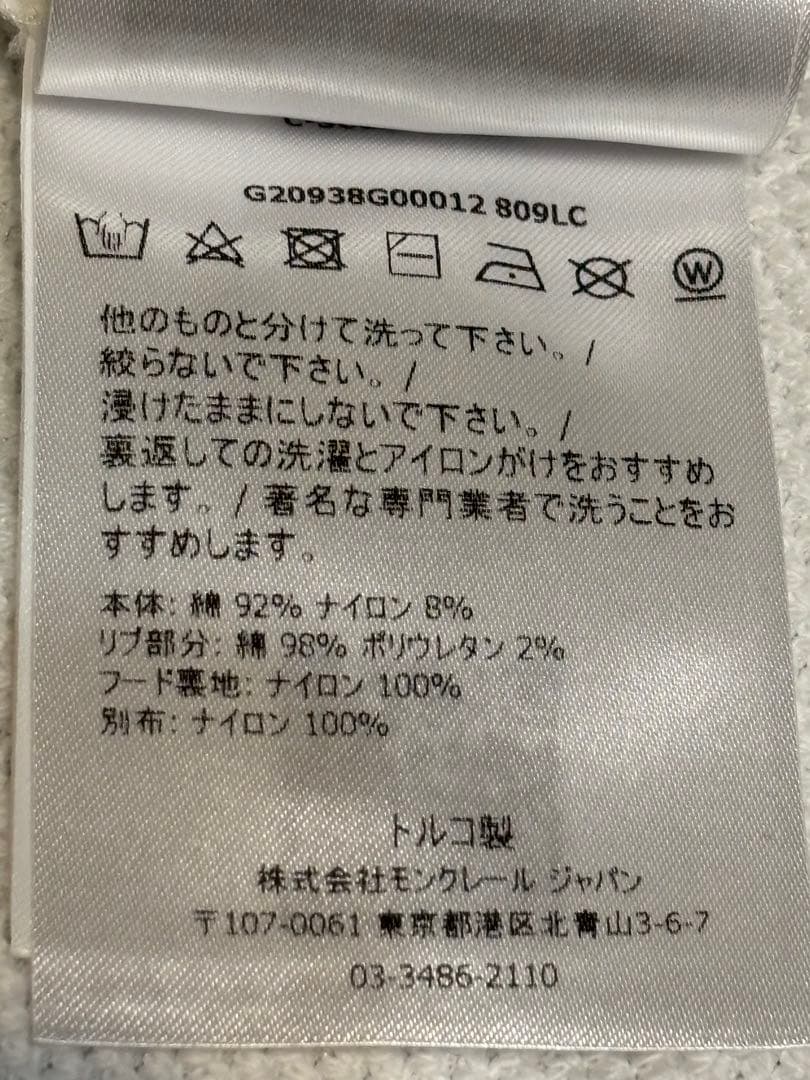 G20938G00012 809LC
W
他のものと分けて洗って下さい。/
絞らないで下さい。/
浸けたままにしないで下さい。/
裏返しての洗濯とアイロンがけをおすすめ
します。/ 著名な専門業者で洗うことをお
すすめします。
本体: 綿 92% ナイロン 8%
リブ部分: 綿 98% ポリウレタン 2%
フード裏地: ナイロン 100%
別布: ナイロン 100%
トルコ製
株式会社モンクレール ジャパン
〒107-0061 東京都港区北青山3-6-7
03-3486-2110